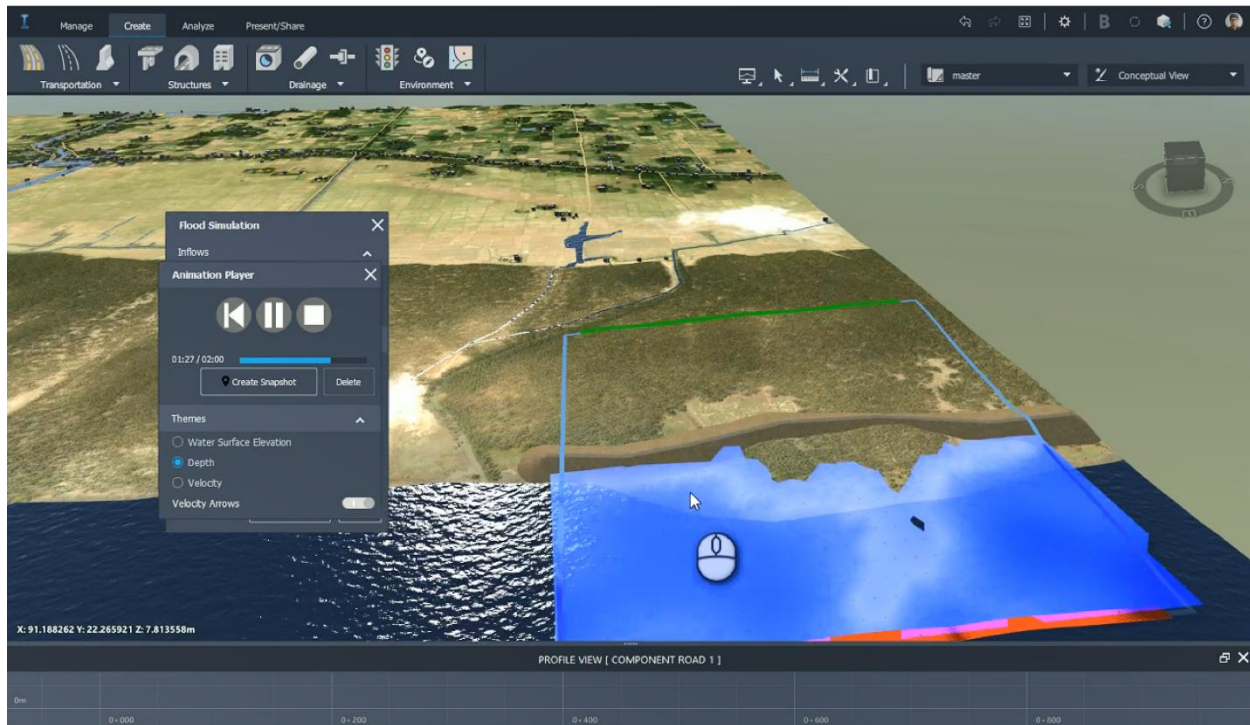 I
Manage Create Analyze Present/Share
B
?
Transportation Structures Drainage Environment
master
Conceptual View
Flood Simulation
Inflows
Animation Player
01:27 / 02:00
Create Snapshot Delete
Themes
Water Surface Elevation
Depth
Velocity
Velocity Arrows
S
E
X: 91.188262 Y: 22.265921 Z: 7.813558m
PROFILE VIEW [ COMPONENT ROAD 1 ]
0m
0+000 0+200 0+400 0+600 0+800